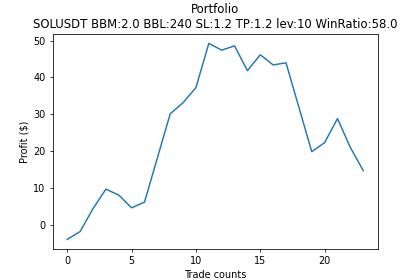 Portfolio
SOLUSDT BBM:2.0 BBL:240 SL:1.2 TP:1.2 lev:10 WinRatio:58.0
50
40
30
20
10
0
Profit ($)
0
5
10
15
20
Trade counts